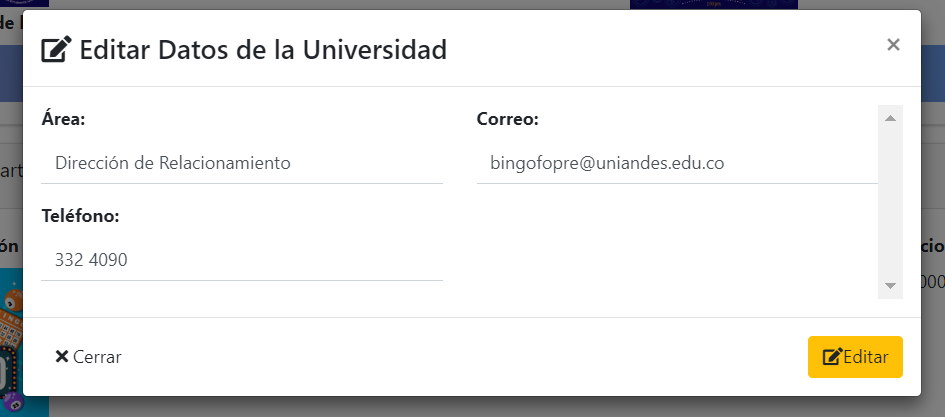 Editar Datos de la Universidad
×
Área:
Correo:
Dirección de Relacionamiento
bingofopre@uniandes.edu.co
Teléfono:
332 4090
Cerrar
Editar